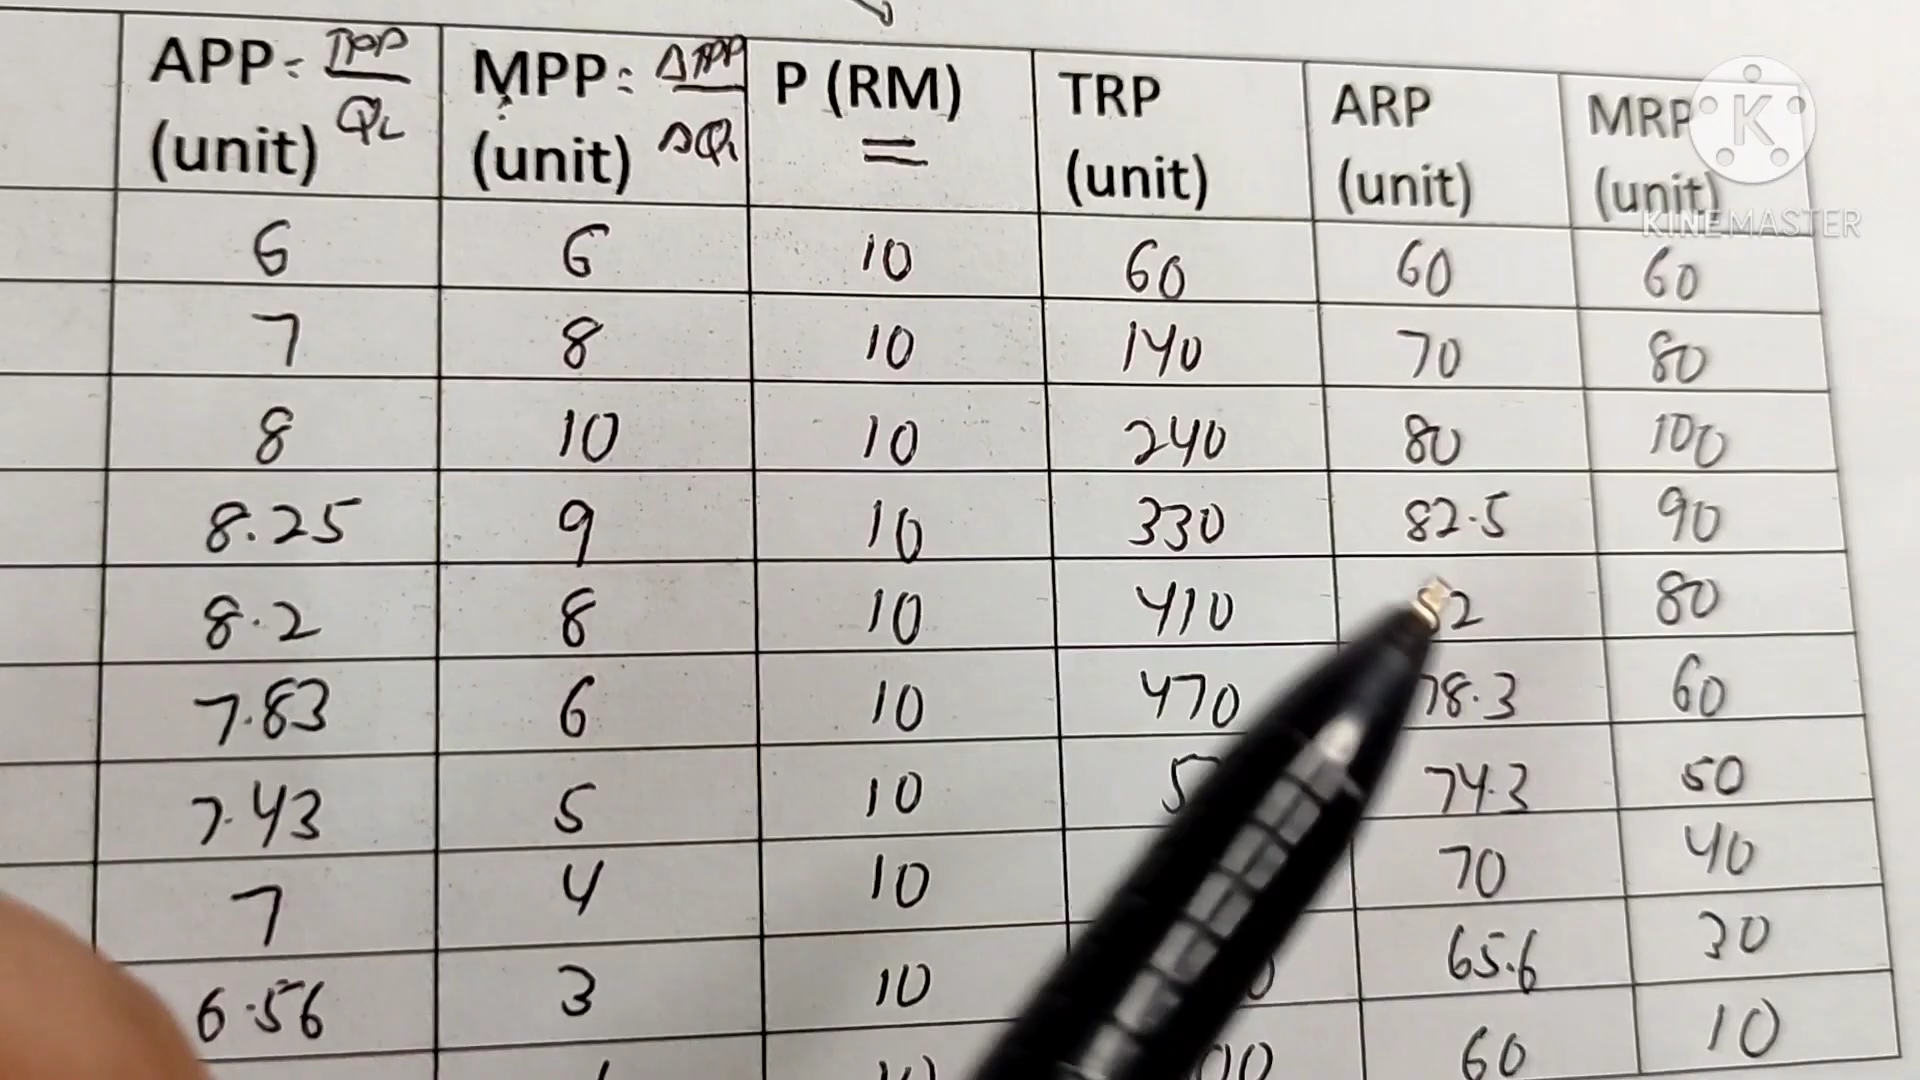 APP = TPP/QL MPP = ΔTPP/ΔQL P (RM) TRP ARP MRP
(unit) (unit) = (unit) (unit) (unit)
K
KINEMASTER
6 6 10 60 60 60
7 8 10 140 70 80
8 10 10 240 80 100
8.25 9 10 330 82.5 90
8.2 8 10 410 82 80
7.83 6 10 470 78.3 60
7.43 5 10 74.3 50
7 4 10 70 40
6.56 3 10 65.6 30
60 10